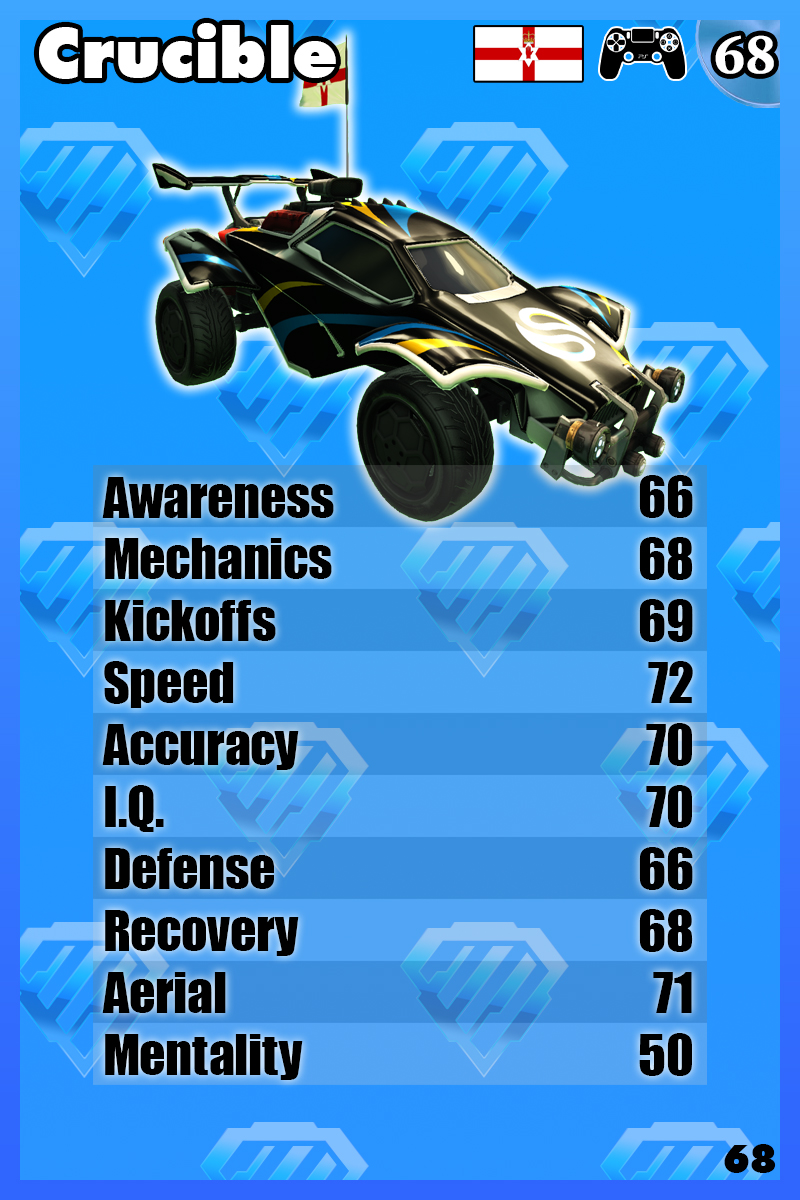 Crucible 68
Awareness 66
Mechanics 68
Kickoffs 69
Speed 72
Accuracy 70
I.Q. 70
Defense 66
Recovery 68
Aerial 71
Mentality 50
68